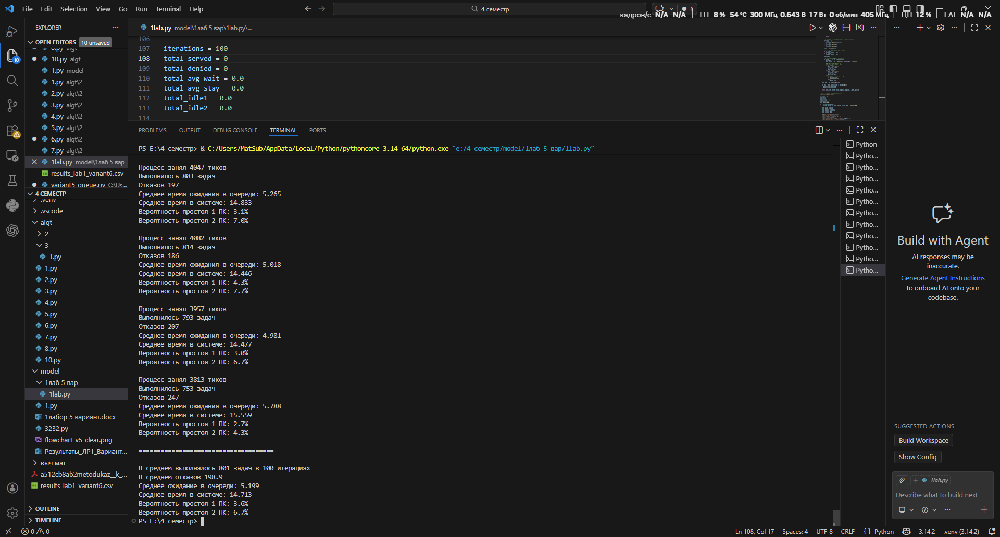 File Edit Selection View Go Run Terminal Help
4 семестр
1
кадров/с N/A N/A ГП 8 % 54 °C 300 МГц 0.643 В 17 Вт 0 об/мин 405 МГц ЦП 12 % LAT N/A N/A
EXPLORER
OPEN EDITORS 10 unsaved
8.py algt
10.py algt
1.py model
1.py algt\2
2.py algt\2
3.py algt\2
4.py algt\2
5.py algt\2
6.py algt\2
7.py algt\2
1lab.py model\1лаб 5 вар
results_lab1_variant6.csv
variant5_queue.py C:\Us...
4 СЕМЕСТР
.venv
.vscode
algt
2
3
1.py
1.py
2.py
3.py
4.py
5.py
6.py
7.py
8.py
10.py
model
1лаб 5 вар
1lab.py
1.py
1лабор 5 вариант.docx
3232.py
flowchart_v5_clear.png
Результаты_ЛР1_Вариант...
выч мат
a512cb8ab2metodukaz__k_...
results_lab1_variant6.csv
OUTLINE
TIMELINE
10
1lab.py model\1лаб 5 вар\1lab.py\...
106
107 iterations = 100
108 total_served = 0
109 total_denied = 0
110 total_avg_wait = 0.0
111 total_avg_stay = 0.0
112 total_idle1 = 0.0
113 total_idle2 = 0.0
114
PROBLEMS OUTPUT DEBUG CONSOLE TERMINAL PORTS
PS E:\4 семестр> & C:/Users/MatSub/AppData/Local/Python/pythoncore-3.14-64/python.exe "e:/4 семестр/model/1лаб 5 вар/1lab.py"
Процесс занял 4047 тиков
Выполнилось 803 задач
Отказов 197
Среднее время ожидания в очереди: 5.265
Среднее время в системе: 14.833
Вероятность простоя 1 ПК: 3.1%
Вероятность простоя 2 ПК: 7.0%
Процесс занял 4082 тиков
Выполнилось 814 задач
Отказов 186
Среднее время ожидания в очереди: 5.018
Среднее время в системе: 14.446
Вероятность простоя 1 ПК: 4.3%
Вероятность простоя 2 ПК: 7.7%
Процесс занял 3957 тиков
Выполнилось 793 задач
Отказов 207
Среднее время ожидания в очереди: 4.981
Среднее время в системе: 14.477
Вероятность простоя 1 ПК: 3.0%
Вероятность простоя 2 ПК: 6.7%
Процесс занял 3813 тиков
Выполнилось 753 задач
Отказов 247
Среднее время ожидания в очереди: 5.788
Среднее время в системе: 15.559
Вероятность простоя 1 ПК: 2.7%
Вероятность простоя 2 ПК: 4.3%
=====================================
В среднем выполнялось 801 задач в 100 итерациях
В среднем отказов 198.9
Среднее ожидание в очереди: 5.199
Среднее время в системе: 14.713
Вероятность простоя 1 ПК: 3.6%
Вероятность простоя 2 ПК: 6.7%
PS E:\4 семестр>
Python
Pytho...
Pytho...
Pytho...
Pytho...
Pytho...
Pytho...
Pytho...
Pytho...
Pytho...
Pytho...
Pytho...
Build with Agent
AI responses may be
inaccurate.
Generate Agent Instructions
to onboard AI onto your
codebase.
SUGGESTED ACTIONS
Build Workspace
Show Config
1lab.py
Describe what to build next
0 0
Ln 108, Col 17 Spaces: 4 UTF-8 CRLF { } Python 3.14.2 .venv (3.14.2)